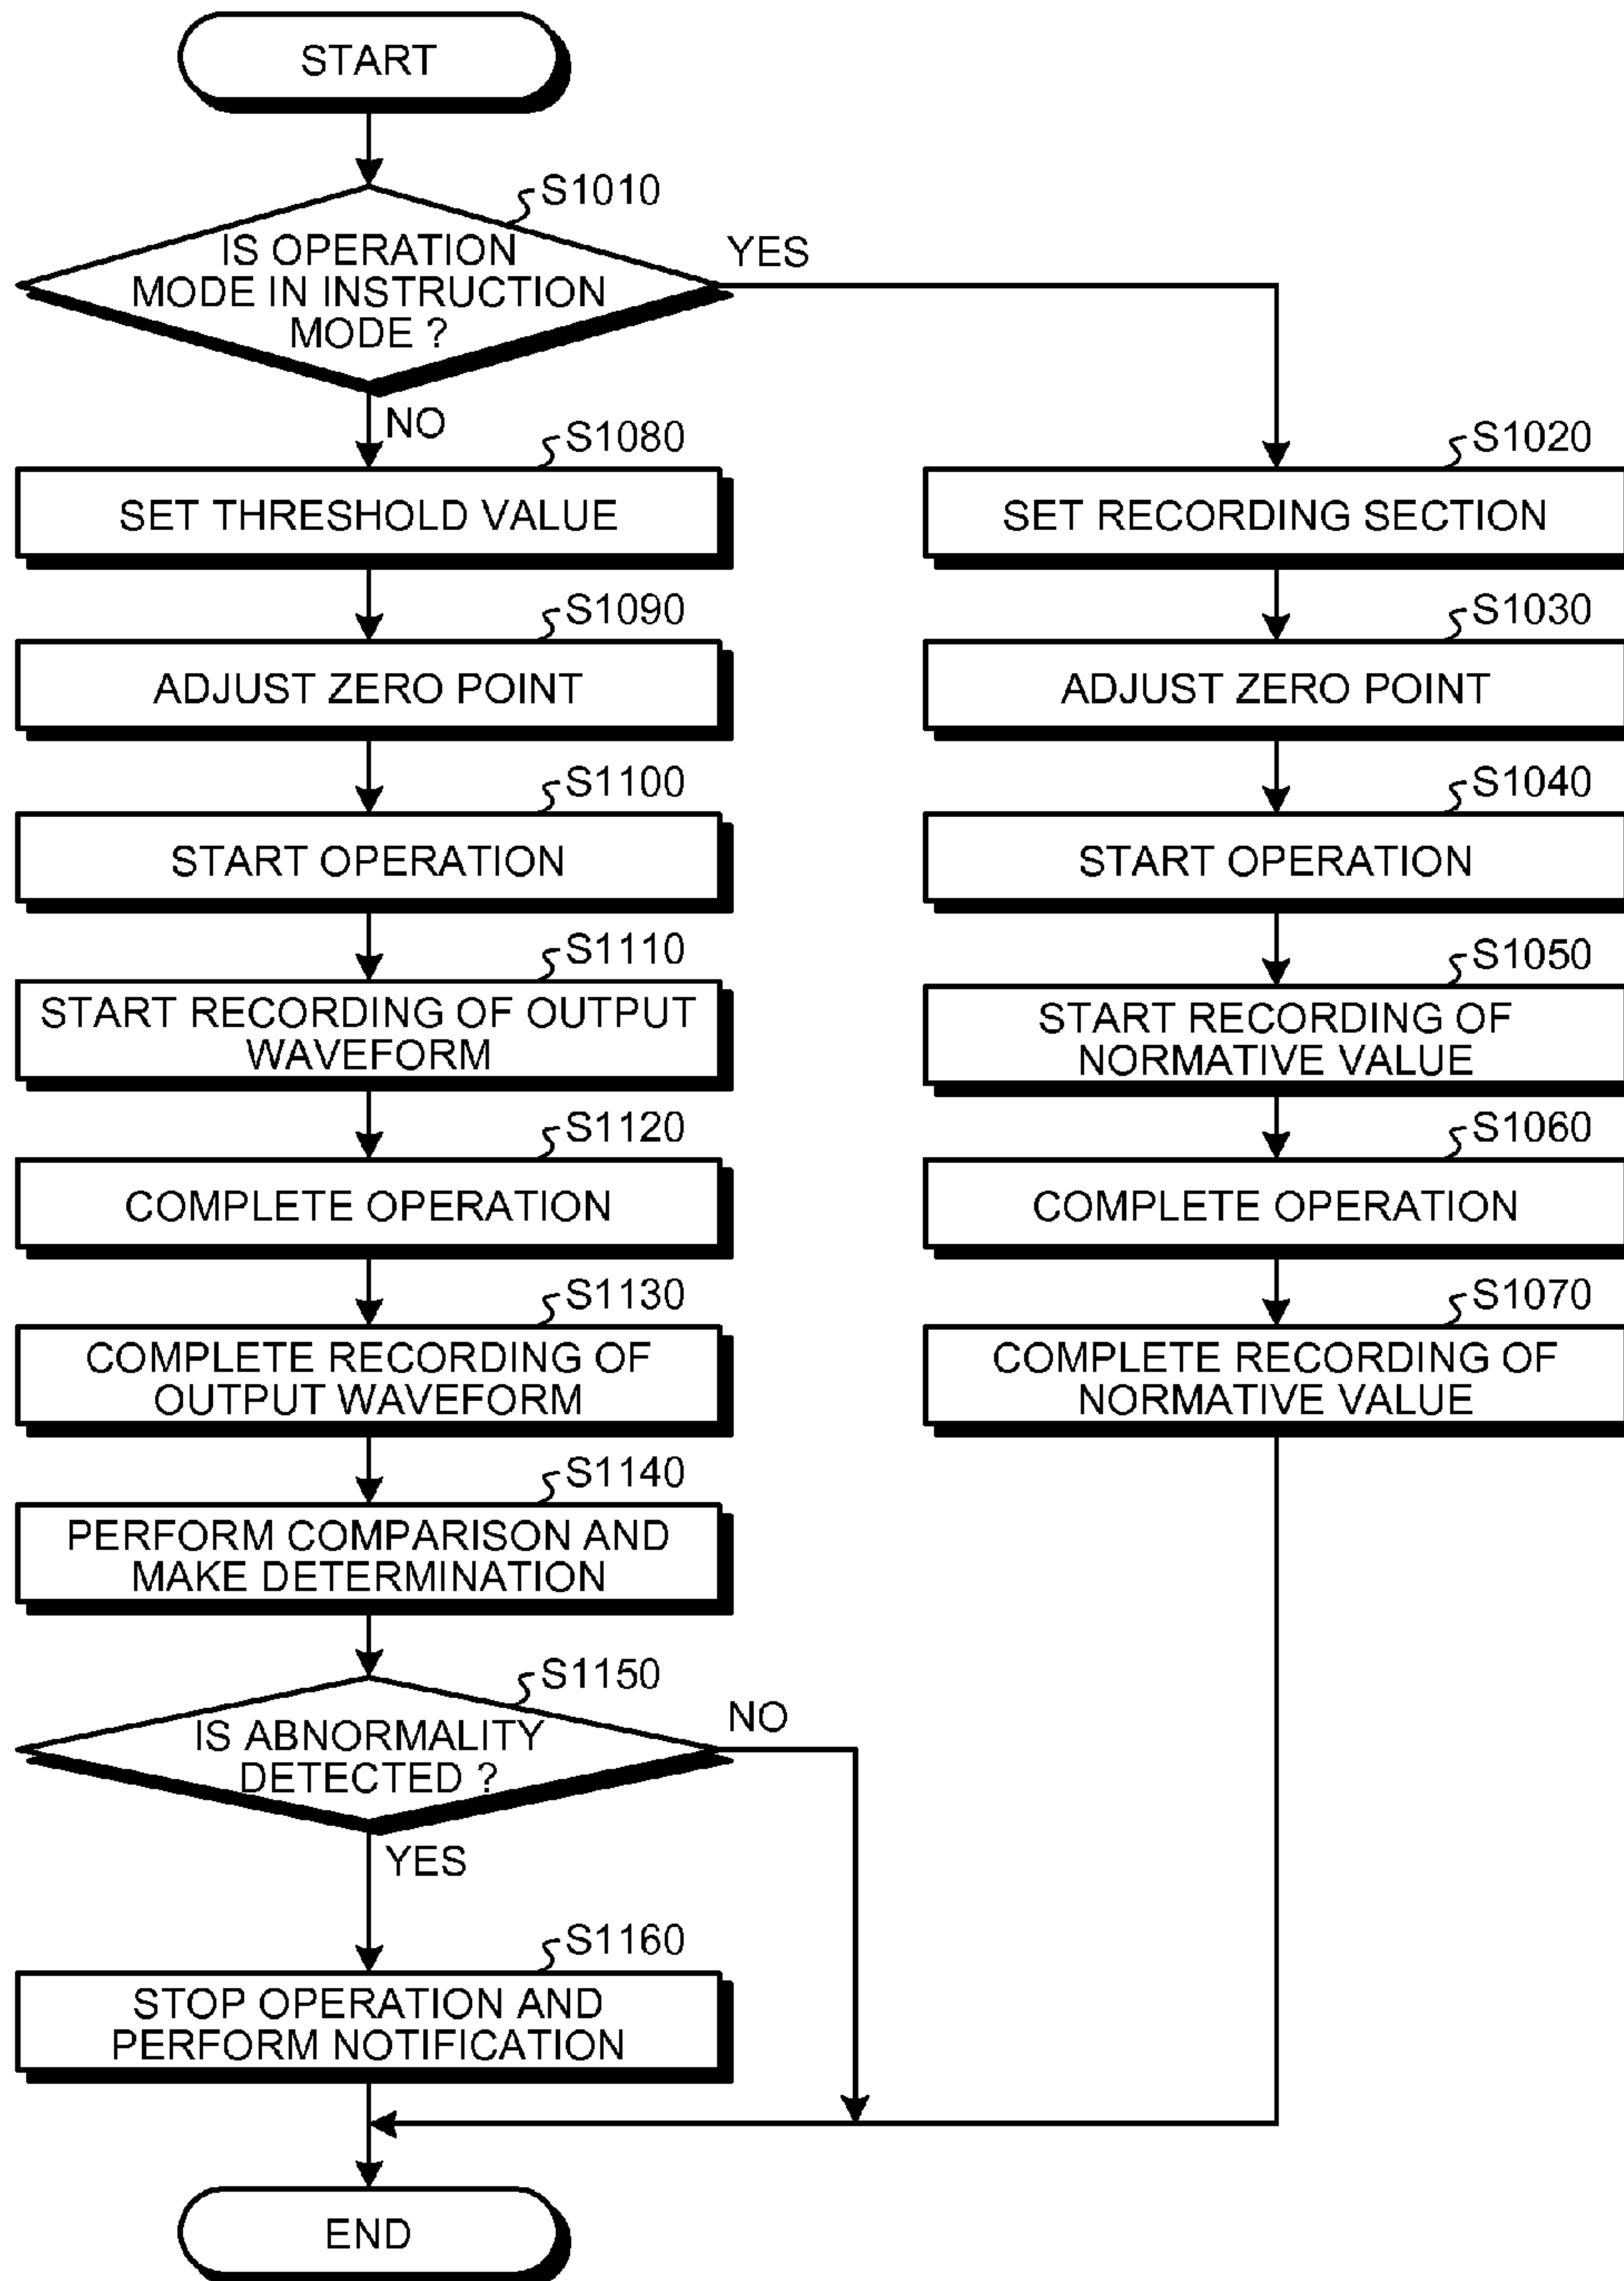 START
S1010
IS OPERATION
MODE IN INSTRUCTION
MODE ?
YES
NO
S1080
SET THRESHOLD VALUE
S1090
ADJUST ZERO POINT
S1100
START OPERATION
S1110
START RECORDING OF OUTPUT
WAVEFORM
S1120
COMPLETE OPERATION
S1130
COMPLETE RECORDING OF
OUTPUT WAVEFORM
S1140
PERFORM COMPARISON AND
MAKE DETERMINATION
S1150
IS ABNORMALITY
DETECTED ?
NO
YES
S1160
STOP OPERATION AND
PERFORM NOTIFICATION
S1020
SET RECORDING SECTION
S1030
ADJUST ZERO POINT
S1040
START OPERATION
S1050
START RECORDING OF
NORMATIVE VALUE
S1060
COMPLETE OPERATION
S1070
COMPLETE RECORDING OF
NORMATIVE VALUE
END